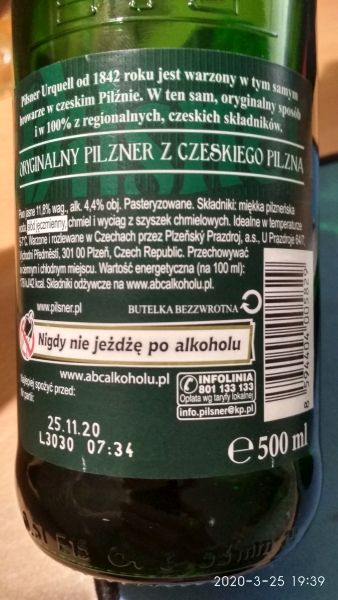 Pilsner Urquell od 1842 roku jest warzony w tym samym
browarze w czeskim Pilźnie. W ten sam, oryginalny sposób
i w 100% z regionalnych, czeskich składników.
ORYGINALNY PILZNER Z CZESKIEGO PILZNA
Piwo jasne 11,8% wag., alk. 4,4% obj. Pasteryzowane. Składniki: miękka pilzneńska
woda, słód jęczmienny, chmiel i wyciąg z szyszek chmielowych. Idealne w temperaturze
7°C. Warzone i rozlewane w Czechach przez Plzeňský Prazdroj, a.s., U Prazdroje 64/7,
Východní Předměstí, 301 00 Plzeň, Czech Republic. Przechowywać
w ciemnym i chłodnym miejscu. Wartość energetyczna (na 100 ml):
178 kJ/42 kcal. Składniki odżywcze na www.abcalkoholu.pl.
www.pilsner.pl BUTELKA BEZZWROTNA
Nigdy nie jeżdżę po alkoholu
www.abcalkoholu.pl
INFOLINIA
801 133 133
Opłata wg taryfy lokalnej
info.pilsner@kp.pl
Najlepiej spożyć przed:
Nr partii:
25.11.20
L3030 07:34
e 500 ml
2020-3-25 19:39